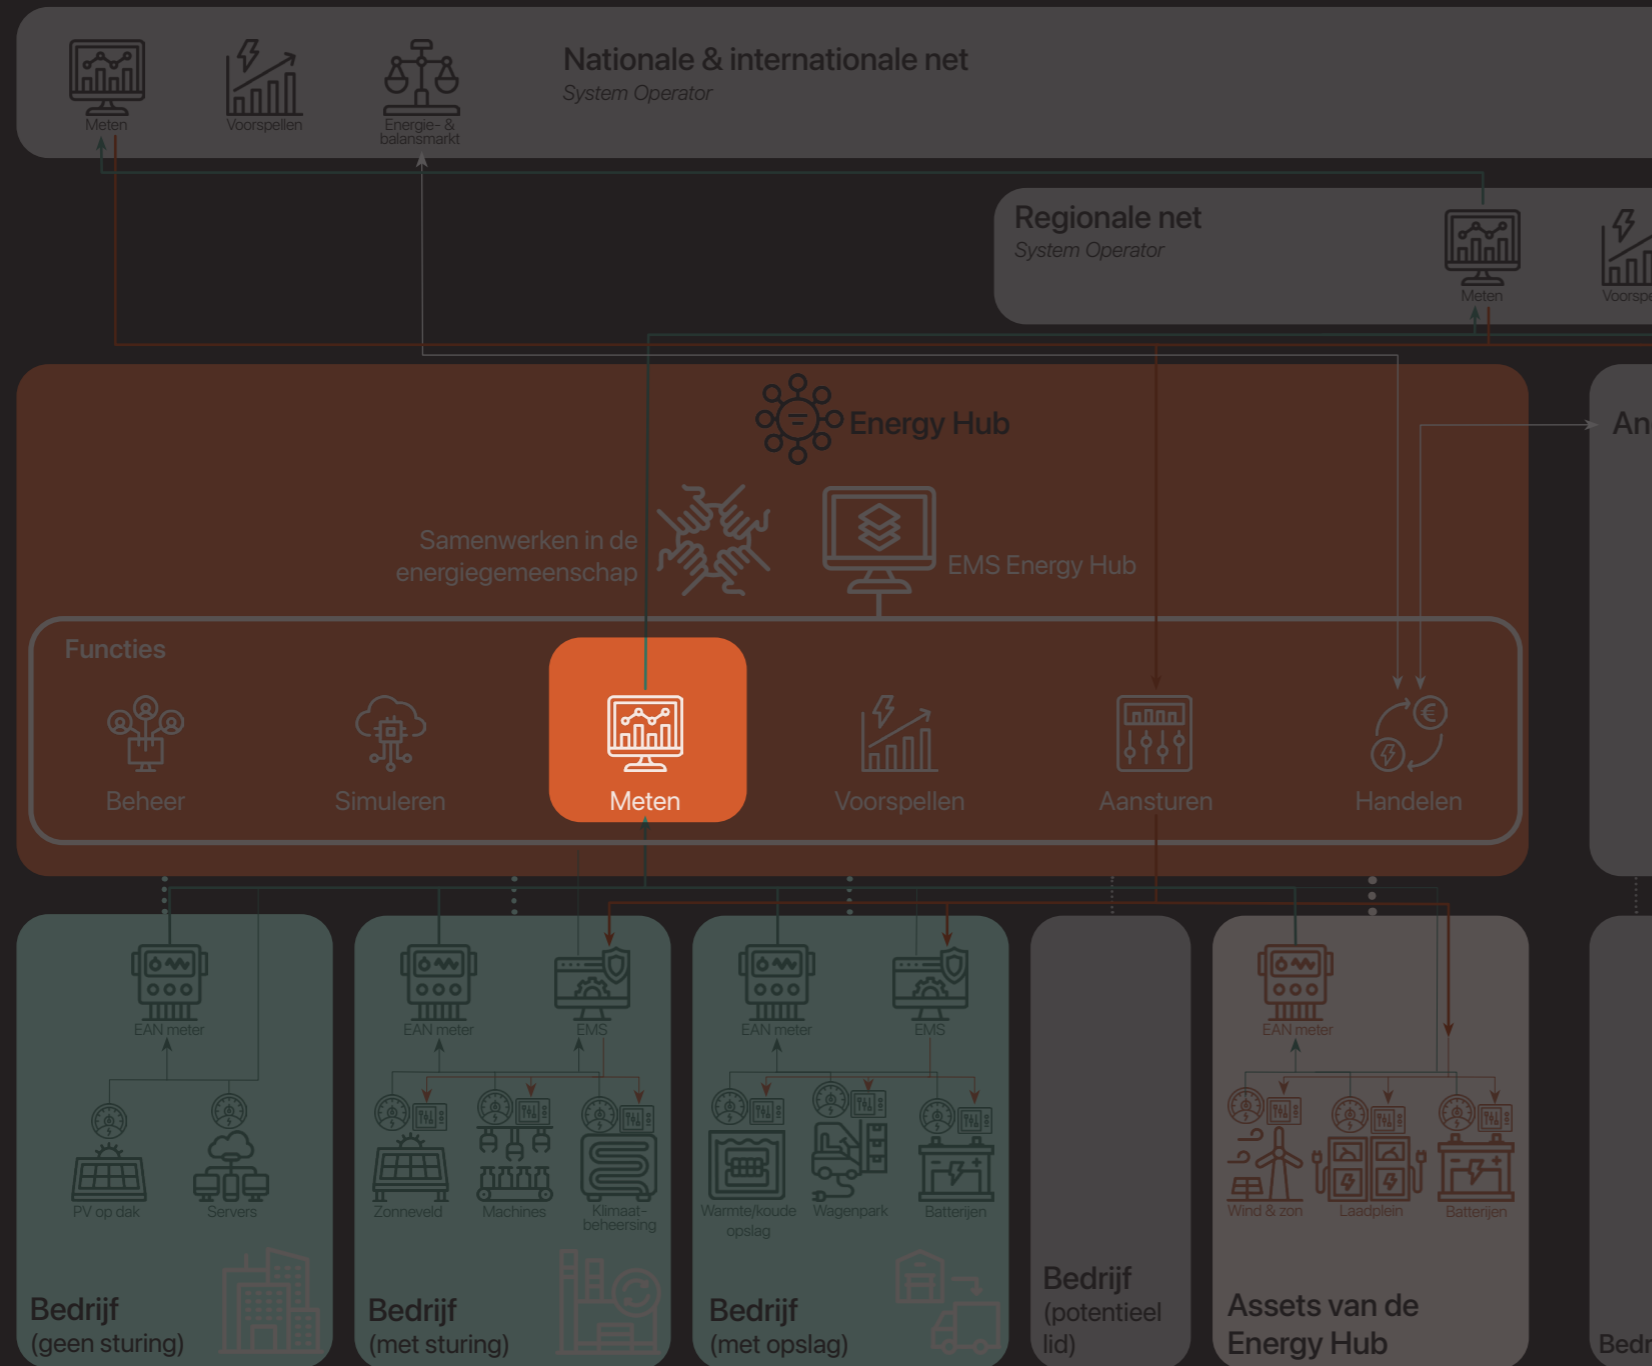 Nationale & internationale net
System Operator
Meten
Voorspellen
Energie- &
balansmarkt
Regionale net
System Operator
Meten
Energy Hub
Samenwerken in de
energiegemeenschap
EMS Energy Hub
Functies
Beheer
Simuleren
Meten
Voorspellen
Aansturen
Handelen
EAN meter
PV op dak
Servers
Bedrijf
(geen sturing)
EAN meter
EMS
Zonneveld
Machines
Klimaat-
beheersing
Bedrijf
(met sturing)
EAN meter
EMS
Warmte/koude
opslag
Wagenpark
Batterijen
Bedrijf
(met opslag)
Bedrijf
(potentieel
lid)
EAN meter
Wind & zon
Laadplein
Batterijen
Assets van de
Energy Hub